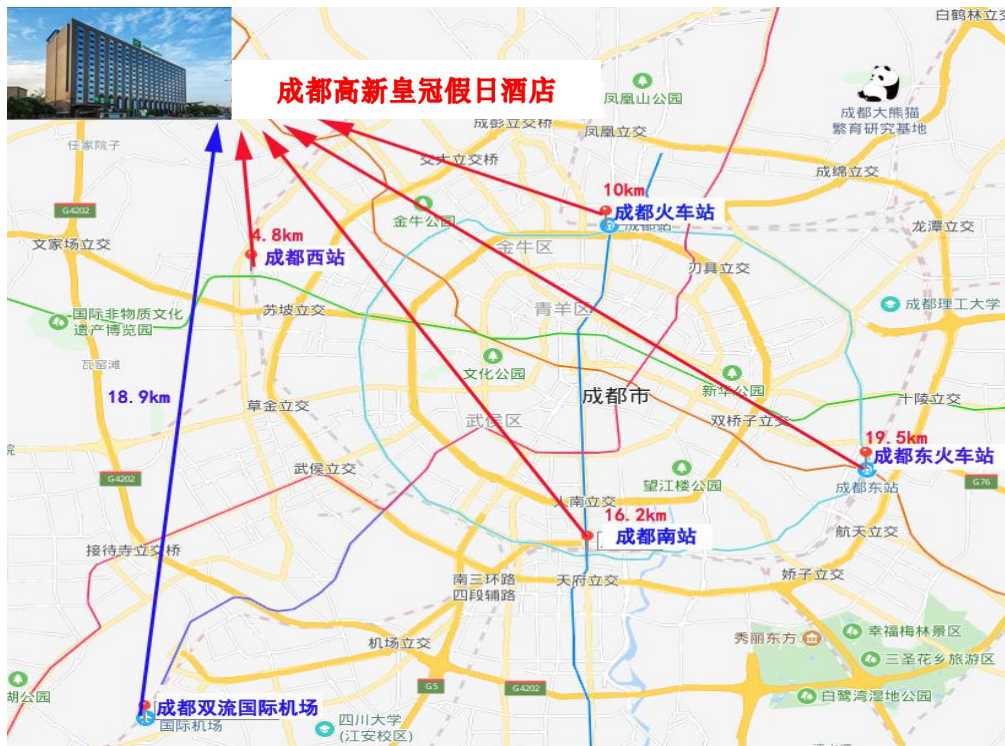 白鹤林立交
成都高新皇冠假日酒店
凤凰山公园
成都大熊猫
繁育研究基地
成彭立交桥
凤凰立交
任家院子
交大立交桥
成绵立交
G4202
金牛公园
10km
成都火车站
文家场立交
4.8km
成都西站
金牛区
龙潭立交
刃具立交
国际非物质文化
遗产博览园
苏坡立交
青羊区
成都理工大学
瓦窑滩
文化公园
新华公园
18.9km
草金立交
成都市
十陵立交
武侯区
双桥子立交
19.5km
成都东火车站
武侯立交
望江楼公园
成都东站
G4202
G76
人南立交
16.2km
成都南站
航天立交
接待寺立交桥
南三环路
四段辅路
天府立交
娇子立交
机场立交
秀丽东方
幸福梅林景区
三圣花乡旅游区
G5
G4202
湖公园
白鹭湾湿地公园
成都双流国际机场
国际机场
四川大学
(江安校区)